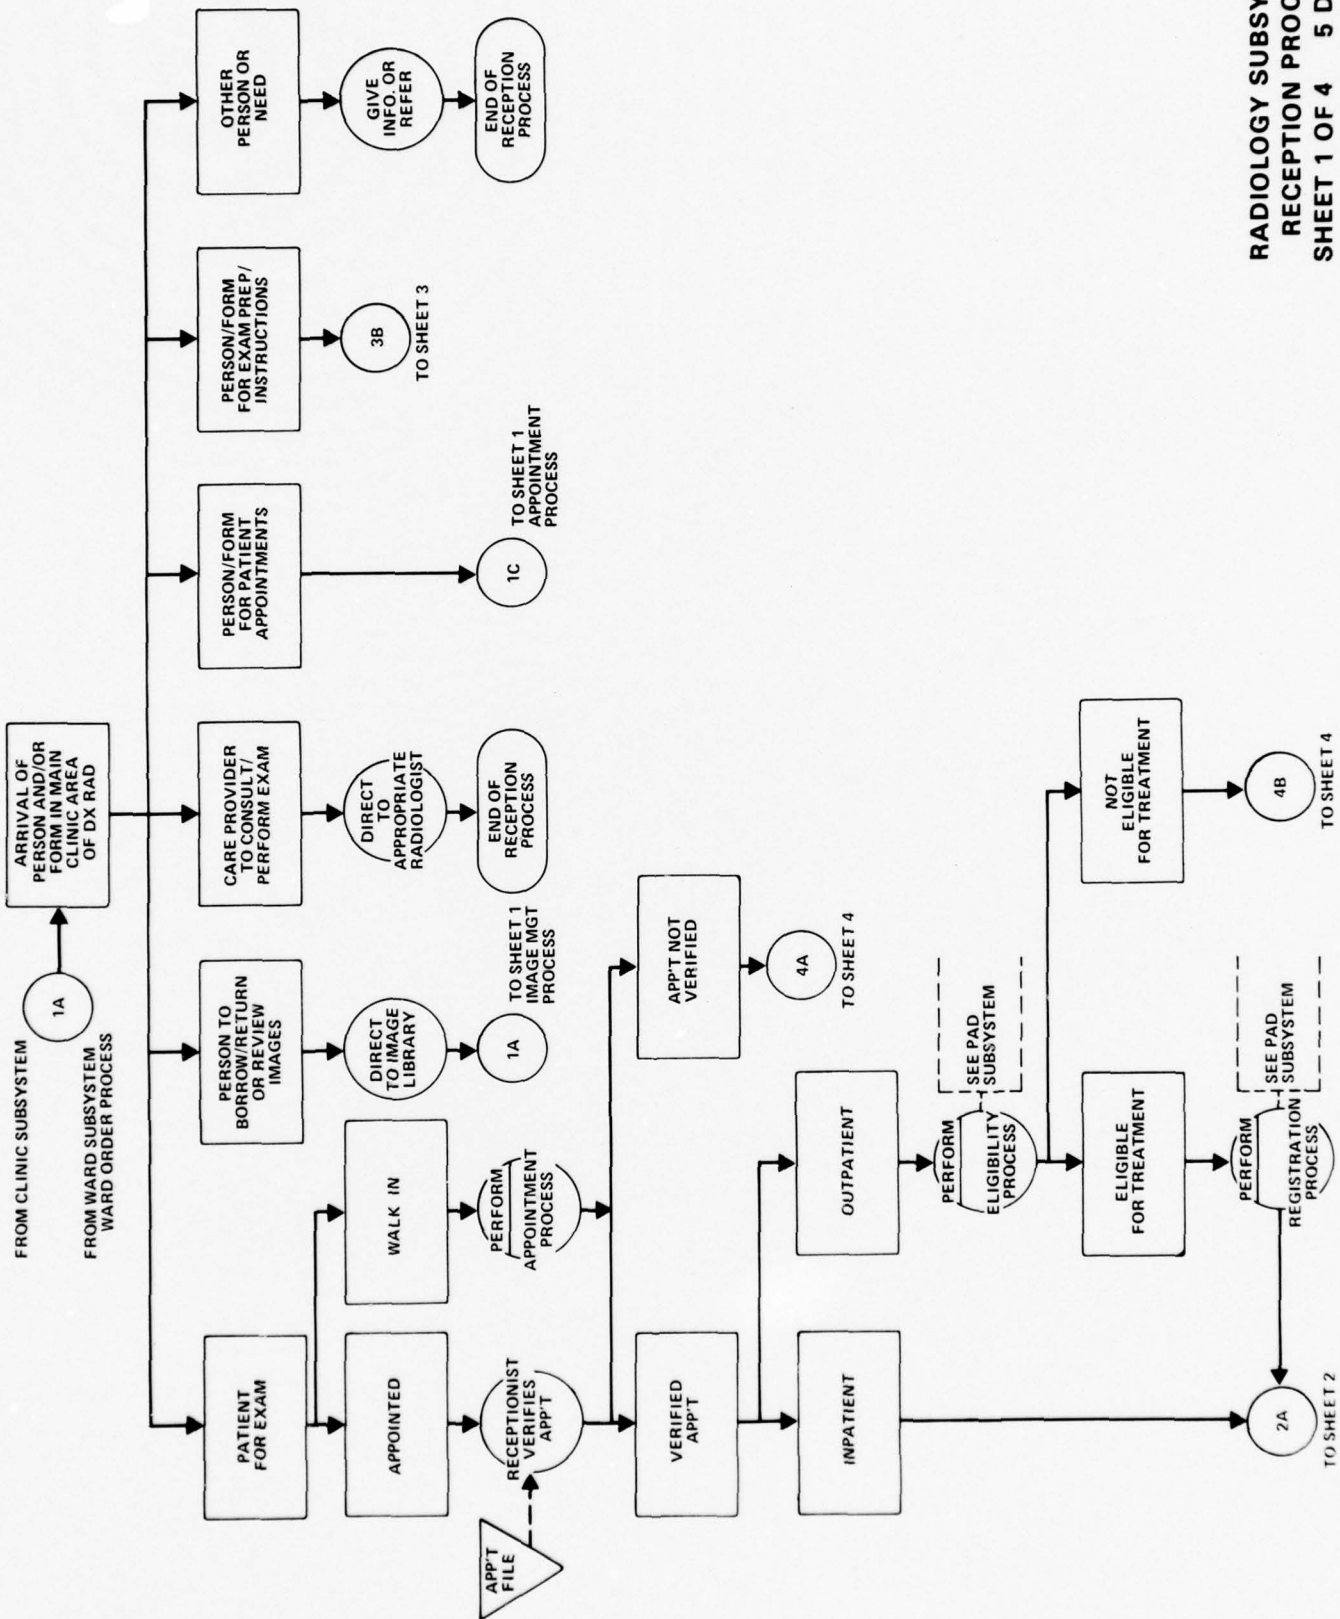 FROM CLINIC SUBSYSTEM
FROM WARD SUBSYSTEM
WARD ORDER PROCESS
1A
ARRIVAL OF
PERSON AND/OR
FORM IN MAIN
CLINIC AREA
OF DX RAD
PATIENT
FOR EXAM
PERSON TO
BORROW/RETURN
OR REVIEW
IMAGES
CARE PROVIDER
TO CONSULT/
PERFORM EXAM
PERSON/FORM
FOR PATIENT
APPOINTMENTS
PERSON/FORM
FOR EXAM PREP/
INSTRUCTIONS
OTHER
PERSON OR
NEED
APPOINTED
WALK IN
DIRECT
TO IMAGE
LIBRARY
DIRECT
TO
APPROPRIATE
RADIOLOGIST
3B
TO SHEET 3
GIVE
INFO. OR
REFER
APP'T
FILE
RECEPTIONIST
VERIFIES
APP'T
PERFORM
APPOINTMENT
PROCESS
1A
TO SHEET 1
IMAGE MGT
PROCESS
END OF
RECEPTION
PROCESS
1C
TO SHEET 1
APPOINTMENT
PROCESS
END OF
RECEPTION
PROCESS
VERIFIED
APP'T
APP'T NOT
VERIFIED
4A
TO SHEET 4
INPATIENT
OUTPATIENT
PERFORM
ELIGIBILITY
PROCESS
SEE PAD
SUBSYSTEM
ELIGIBLE
FOR TREATMENT
NOT
ELIGIBLE
FOR TREATMENT
2A
TO SHEET 2
PERFORM
REGISTRATION
PROCESS
SEE PAD
SUBSYSTEM
4B
TO SHEET 4
RADIOLOGY SUBSY
RECEPTION PROC
SHEET 1 OF 4 5 D